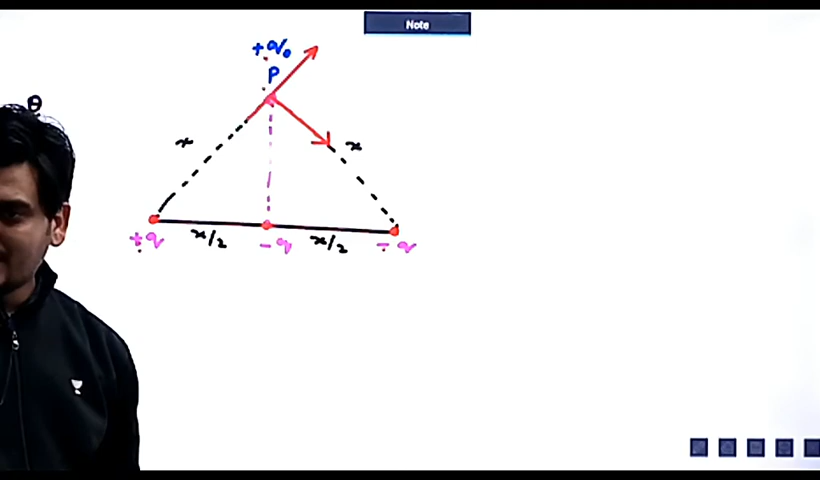 Note
+q₀
P
θ
x
x
+q
x/2
-q
x/2
-q